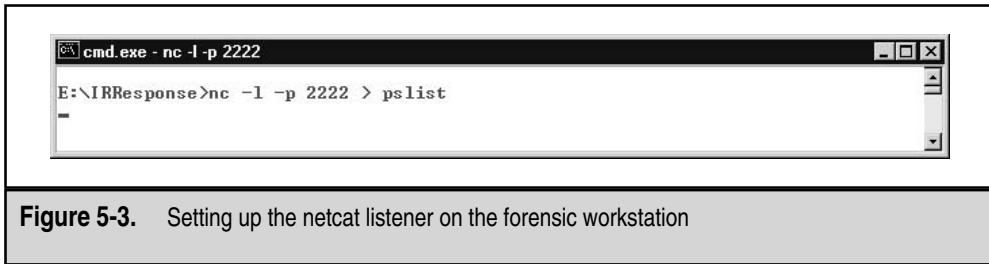 cmd.exe - nc -l -p 2222
E:\IRResponse>nc -l -p 2222 > pslist
Figure 5-3. Setting up the netcat listener on the forensic workstation